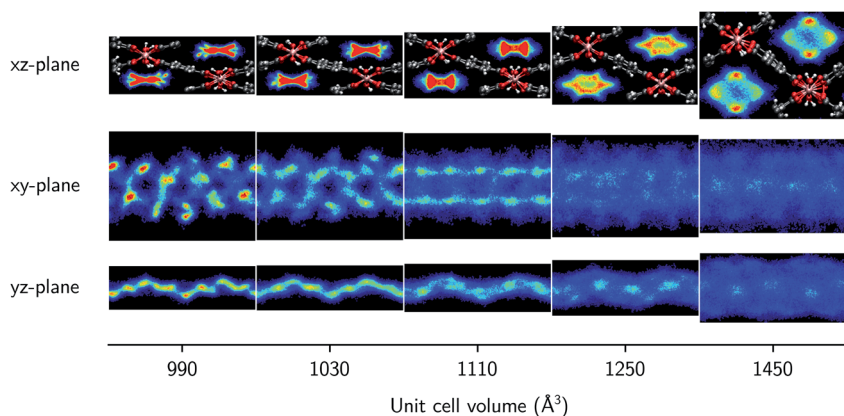 xz-plane
xy-plane
yz-plane
990 1030 1110 1250 1450
Unit cell volume (Å³)